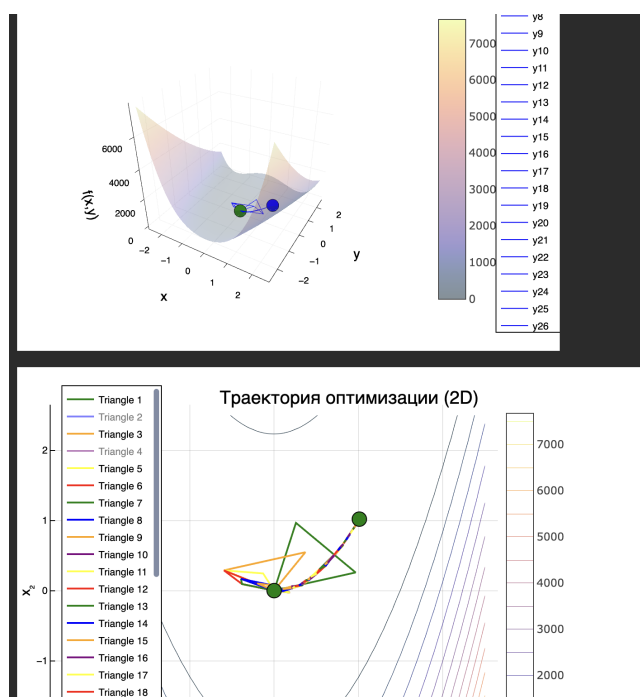 y8
y9
y10
y11
y12
y13
y14
y15
y16
y17
y18
y19
y20
y21
y22
y23
y24
y25
y26
7000
6000
5000
4000
3000
2000
1000
0
6000
4000
2000
0
f(x,y)
−2
−1
0
1
2
x
2
1
0
−1
−2
y
Траектория оптимизации (2D)
Triangle 1
Triangle 2
Triangle 3
Triangle 4
Triangle 5
Triangle 6
Triangle 7
Triangle 8
Triangle 9
Triangle 10
Triangle 11
Triangle 12
Triangle 13
Triangle 14
Triangle 15
Triangle 16
Triangle 17
Triangle 18
2
1
0
−1
x₂
7000
6000
5000
4000
3000
2000